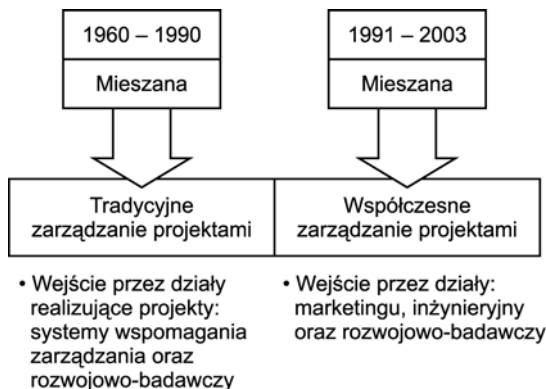 1960 – 1990
Mieszana
1991 – 2003
Mieszana
Tradycyjne
zarządzanie projektami
Współczesne
zarządzanie projektami
• Wejście przez działy
realizujące projekty:
systemy wspomagania
zarządzania oraz
rozwojowo-badawczy
• Wejście przez działy:
marketingu, inżynieryjny
oraz rozwojowo-badawczy